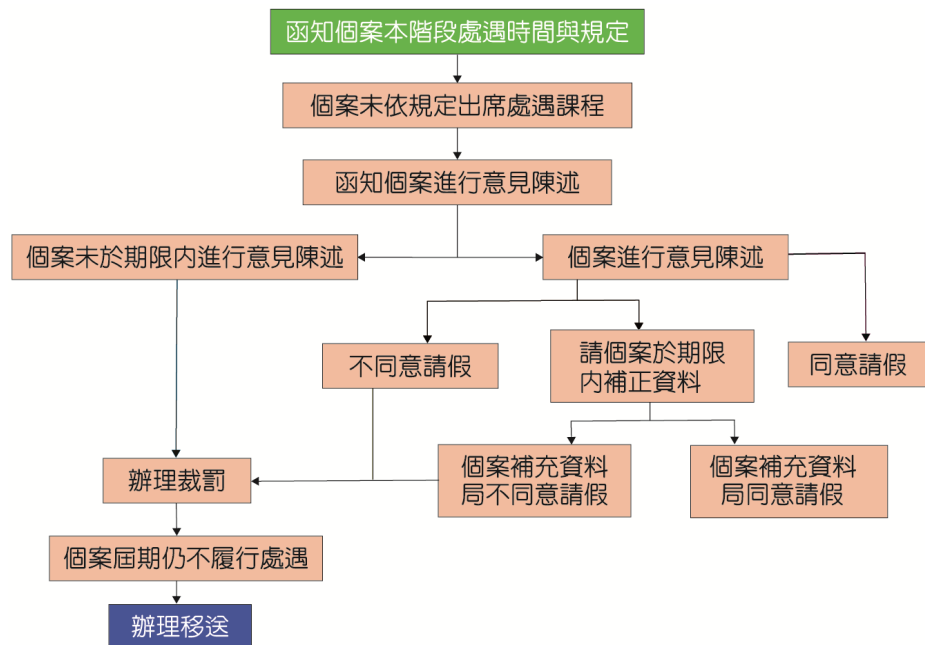 函知個案本階段處遇時間與規定
個案未依規定出席處遇課程
函知個案進行意見陳述
個案未於期限內進行意見陳述
個案進行意見陳述
不同意請假
請個案於期限
內補正資料
同意請假
辦理裁罰
個案補充資料
局不同意請假
個案補充資料
局同意請假
個案屆期仍不履行處遇
辦理移送